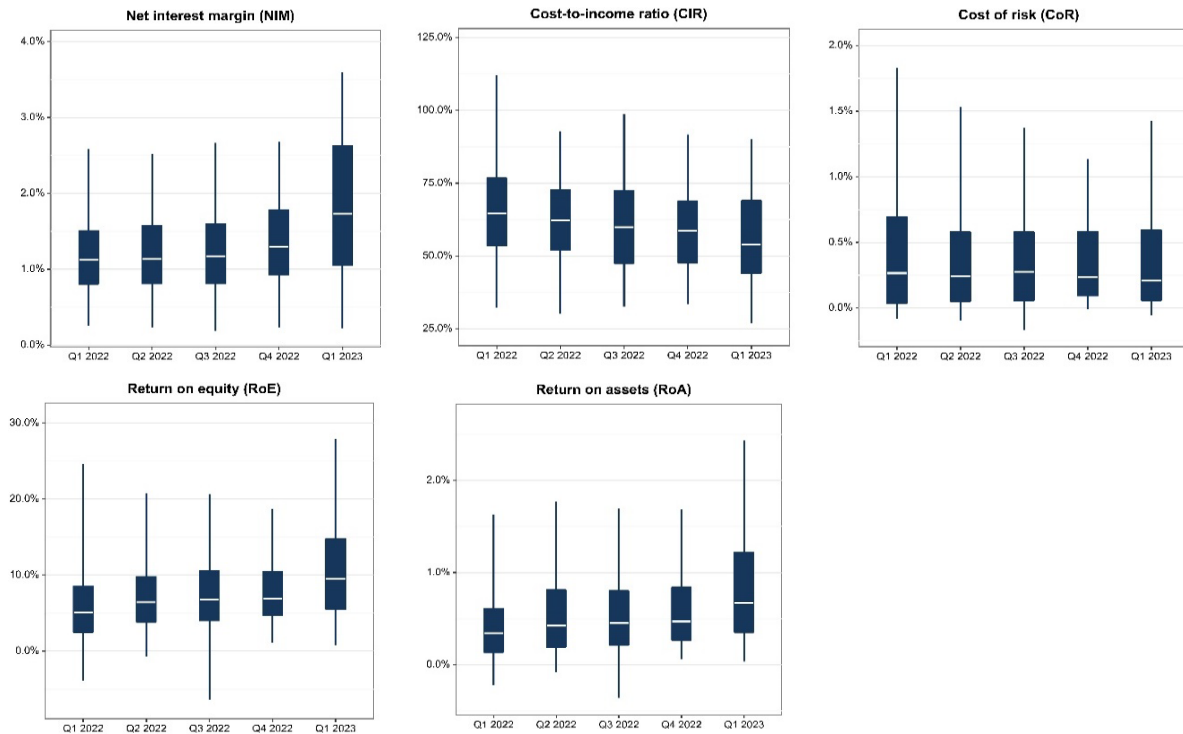 Net interest margin (NIM)
4.0%
3.0%
2.0%
1.0%
0.0%
Q1 2022 Q2 2022 Q3 2022 Q4 2022 Q1 2023
Cost-to-income ratio (CIR)
125.0%
100.0%
75.0%
50.0%
25.0%
Q1 2022 Q2 2022 Q3 2022 Q4 2022 Q1 2023
Cost of risk (CoR)
2.0%
1.5%
1.0%
0.5%
0.0%
Q1 2022 Q2 2022 Q3 2022 Q4 2022 Q1 2023
Return on equity (RoE)
30.0%
20.0%
10.0%
0.0%
Q1 2022 Q2 2022 Q3 2022 Q4 2022 Q1 2023
Return on assets (RoA)
2.0%
1.0%
0.0%
Q1 2022 Q2 2022 Q3 2022 Q4 2022 Q1 2023